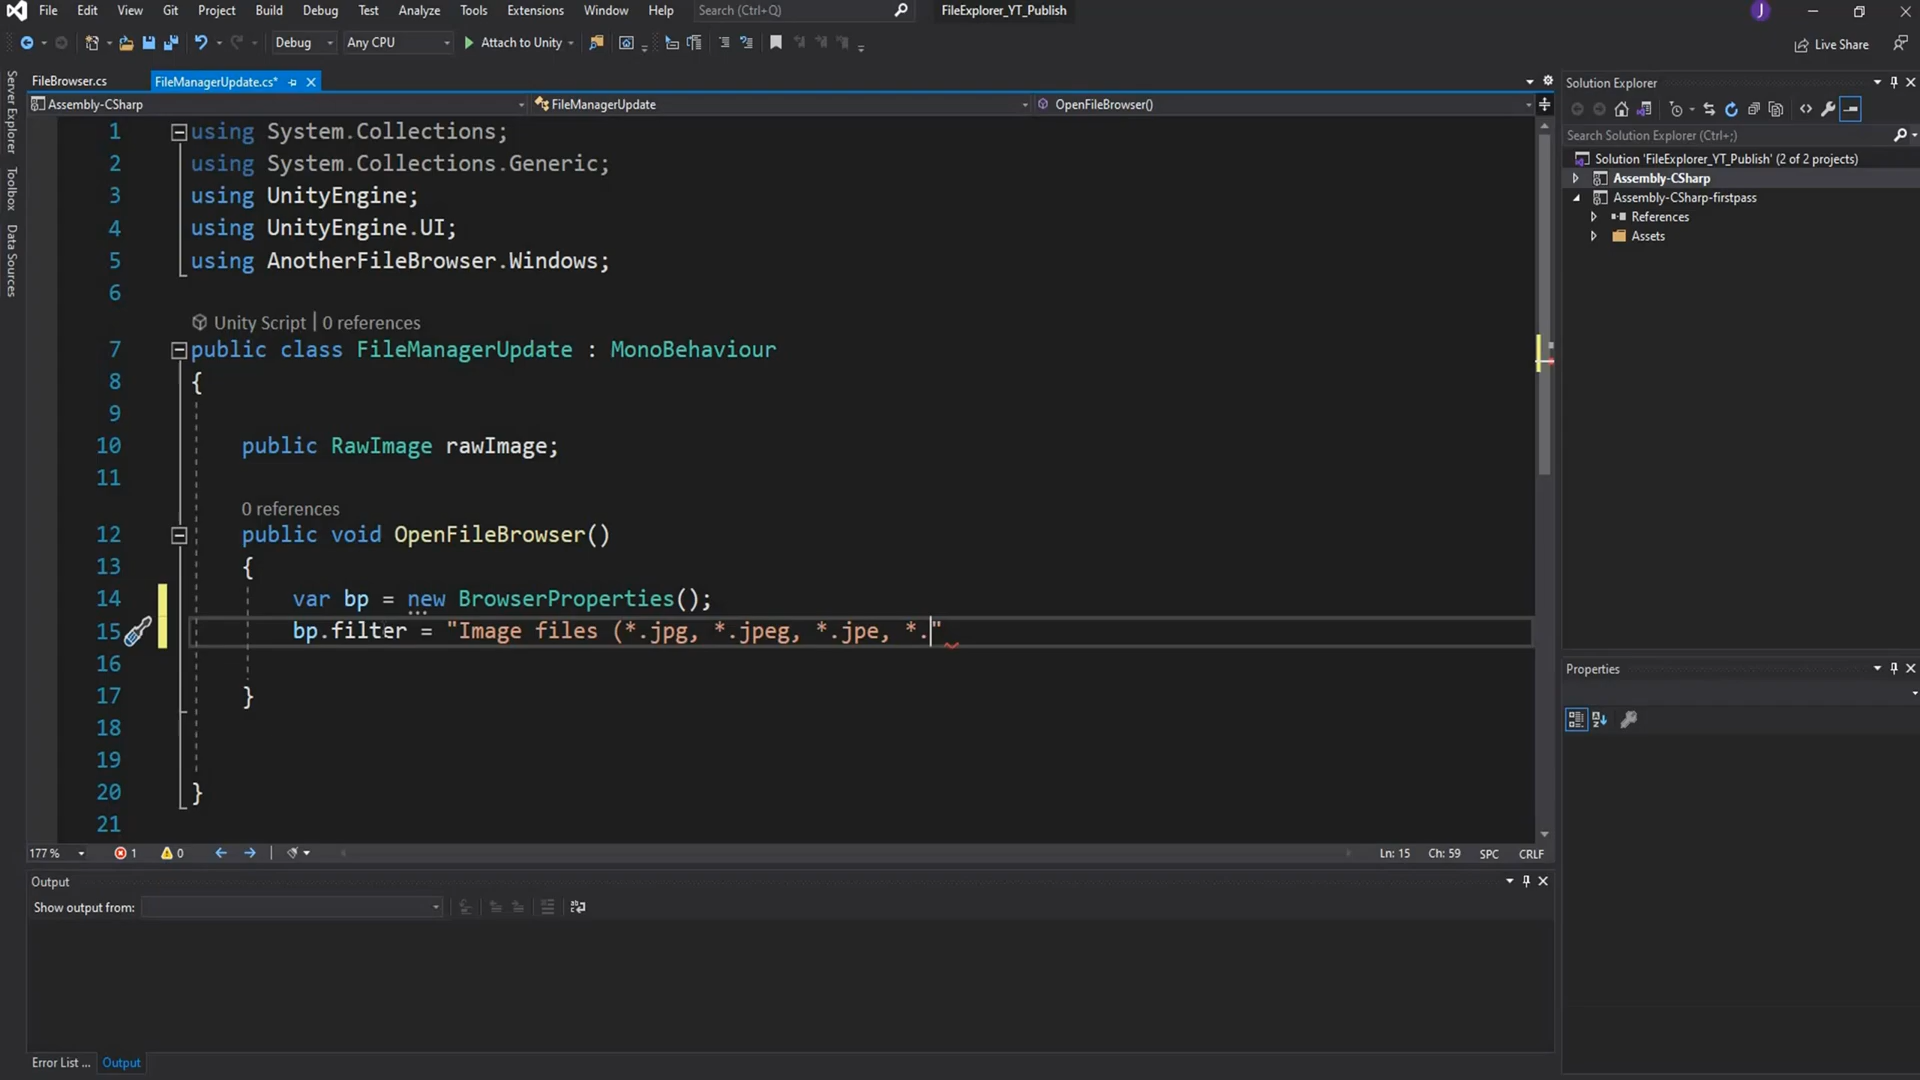 File Edit View Git Project Build Debug Test Analyze Tools Extensions Window Help Search (Ctrl+Q) FileExplorer_YT_Publish J
Debug Any CPU Attach to Unity Live Share
Server Explorer
Toolbox
Data Sources
FileBrowser.cs FileManagerUpdate.cs*
Assembly-CSharp FileManagerUpdate OpenFileBrowser()
1 using System.Collections;
2 using System.Collections.Generic;
3 using UnityEngine;
4 using UnityEngine.UI;
5 using AnotherFileBrowser.Windows;
6
Unity Script | 0 references
7 public class FileManagerUpdate : MonoBehaviour
8 {
9
10 public RawImage rawImage;
11
0 references
12 public void OpenFileBrowser()
13 {
14 var bp = new BrowserProperties();
15 bp.filter = "Image files (*.jpg, *.jpeg, *.jpe, *."
16
17 }
18
19
20 }
21
177 % 1 0 Ln: 15 Ch: 59 SPC CRLF
Output
Show output from:
Error List ... Output
Solution Explorer
Search Solution Explorer (Ctrl+;)
Solution 'FileExplorer_YT_Publish' (2 of 2 projects)
Assembly-CSharp
Assembly-CSharp-firstpass
References
Assets
Properties